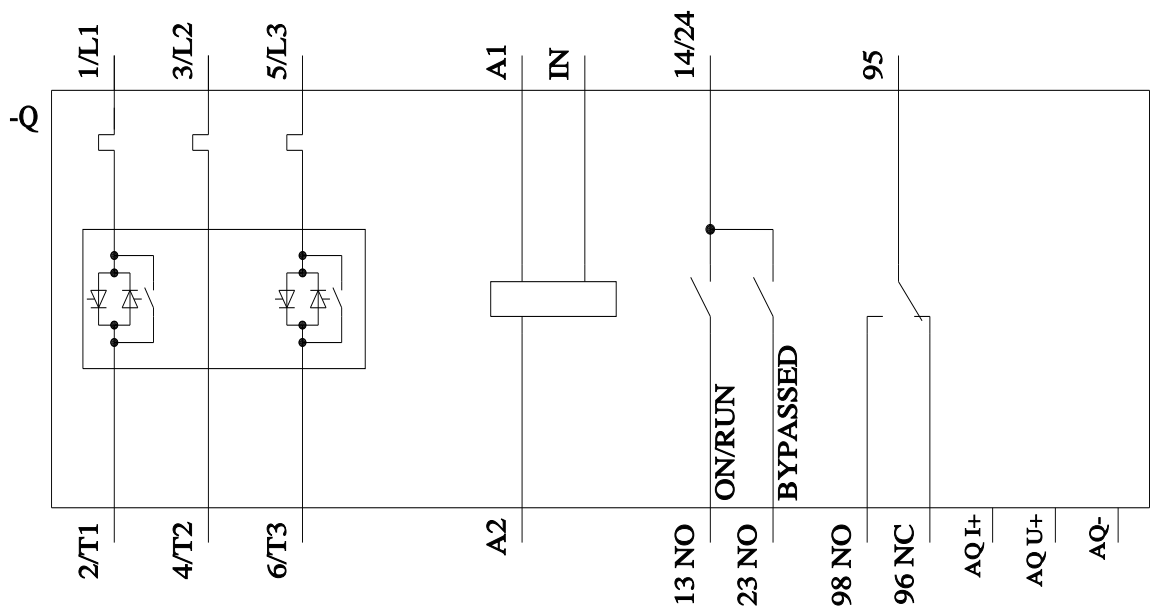 1/L1
3/L2
5/L3
A1
IN
14/24
95
-Q
ON/RUN
BYPASSED
2/T1
4/T2
6/T3
A2
13 NO
23 NO
98 NO
96 NC
AQ I+
AQ U+
AQ-